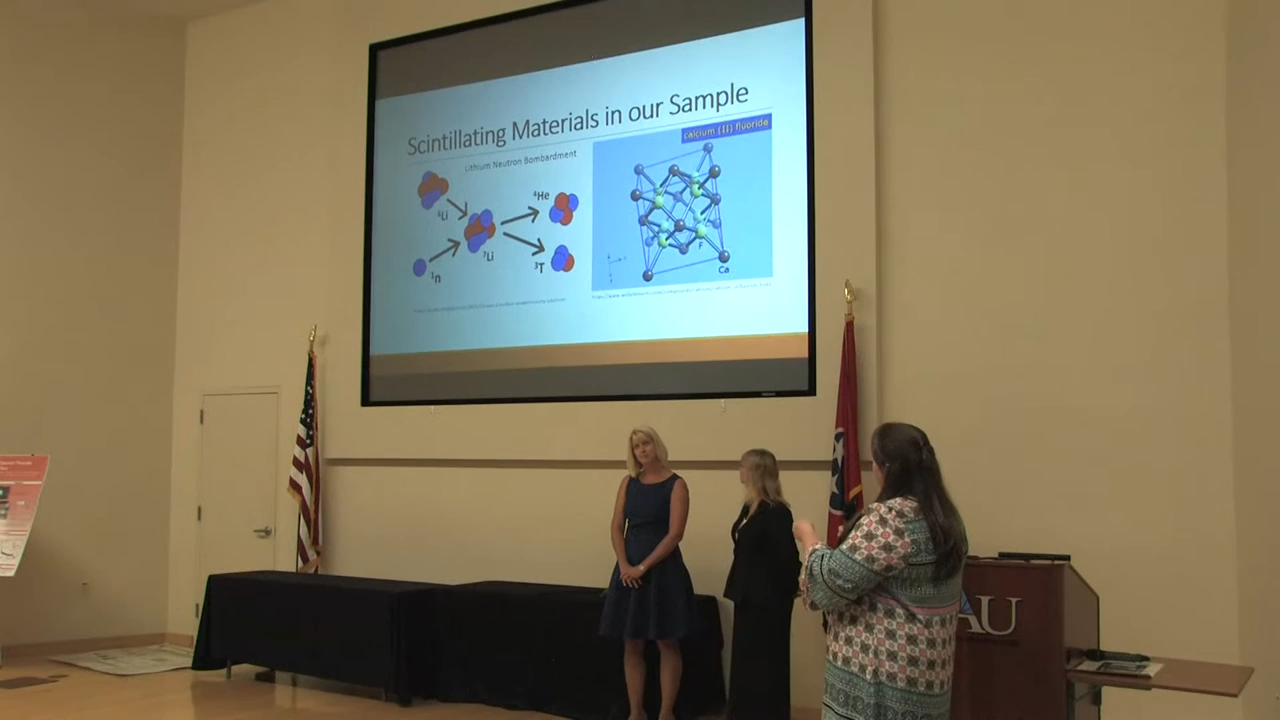 Scintillating Materials in our Sample
Lithium Neutron Bombardment
calcium (II) fluoride
⁴He
⁶Li
⁷Li
³T
¹n
F
Ca
AU